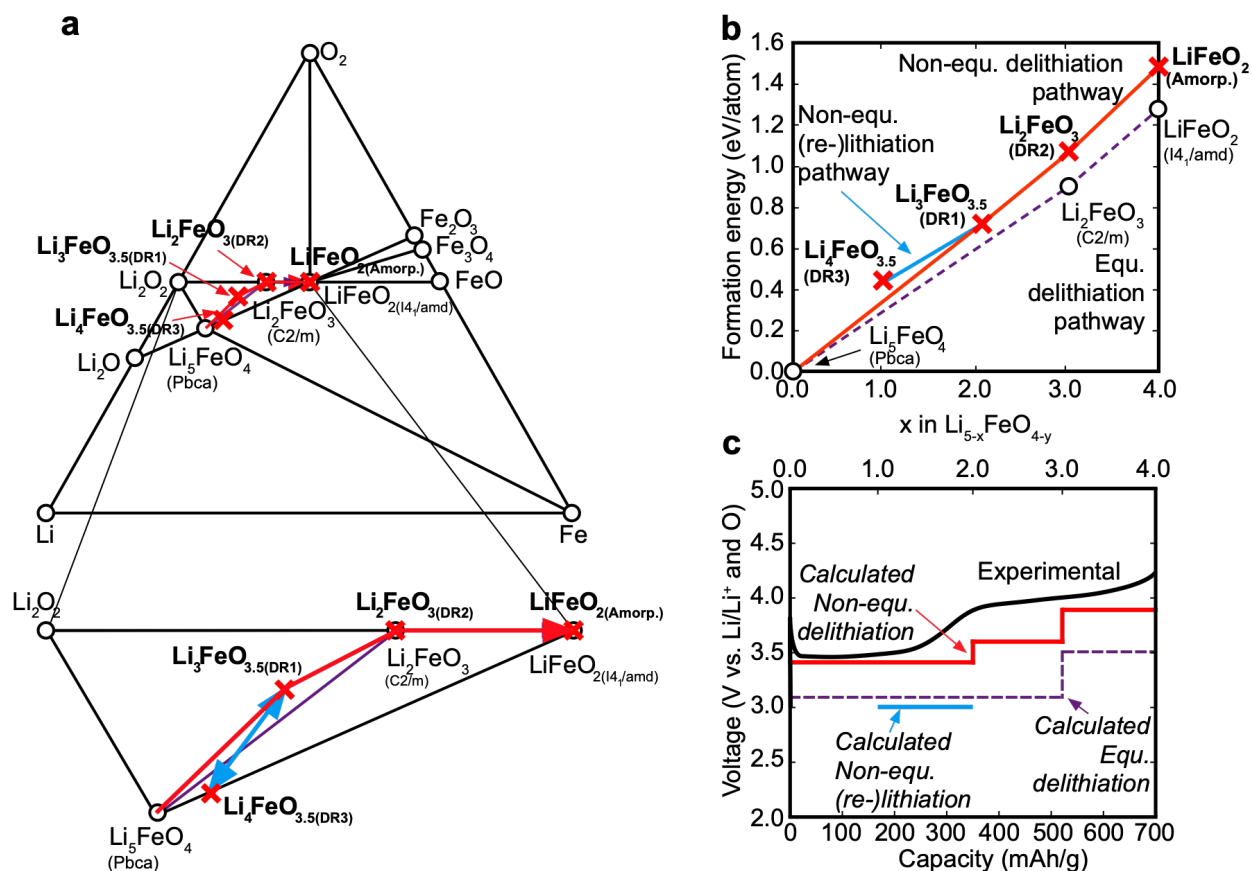 a
O2
Li2FeO3(DR2)
Li3FeO3.5(DR1)
LiFeO2(Amorp.)
Fe2O3
Fe3O4
Li2O2
FeO
LiFeO2(I41/amd)
Li2FeO3
(C2/m)
Li4FeO3.5(DR3)
Li2O
Li5FeO4
(Pbca)
Li
Fe
Li2O2
Li2FeO3(DR2)
LiFeO2(Amorp.)
Li3FeO3.5(DR1)
Li2FeO3
(C2/m)
LiFeO2(I41/amd)
Li4FeO3.5(DR3)
Li5FeO4
(Pbca)
b
Formation energy (eV/atom)
1.6
1.4
1.2
1.0
0.8
0.6
0.4
0.2
0.0
Non-equ. delithiation
pathway
LiFeO2
(Amorp.)
Non-equ.
(re-)lithiation
pathway
Li2FeO3
(DR2)
LiFeO2
(I41/amd)
Li3FeO3.5
(DR1)
Li2FeO3
(C2/m)
Li4FeO3.5
(DR3)
Equ.
delithiation
pathway
Li5FeO4
(Pbca)
0.0 1.0 2.0 3.0 4.0
x in Li5-xFeO4-y
c
0.0 1.0 2.0 3.0 4.0
Voltage (V vs. Li/Li+ and O)
5.0
4.5
4.0
3.5
3.0
2.5
2.0
Calculated
Non-equ.
delithiation
Experimental
Calculated
Non-equ.
(re-)lithiation
Calculated
Equ.
delithiation
0 100 200 300 400 500 600 700
Capacity (mAh/g)